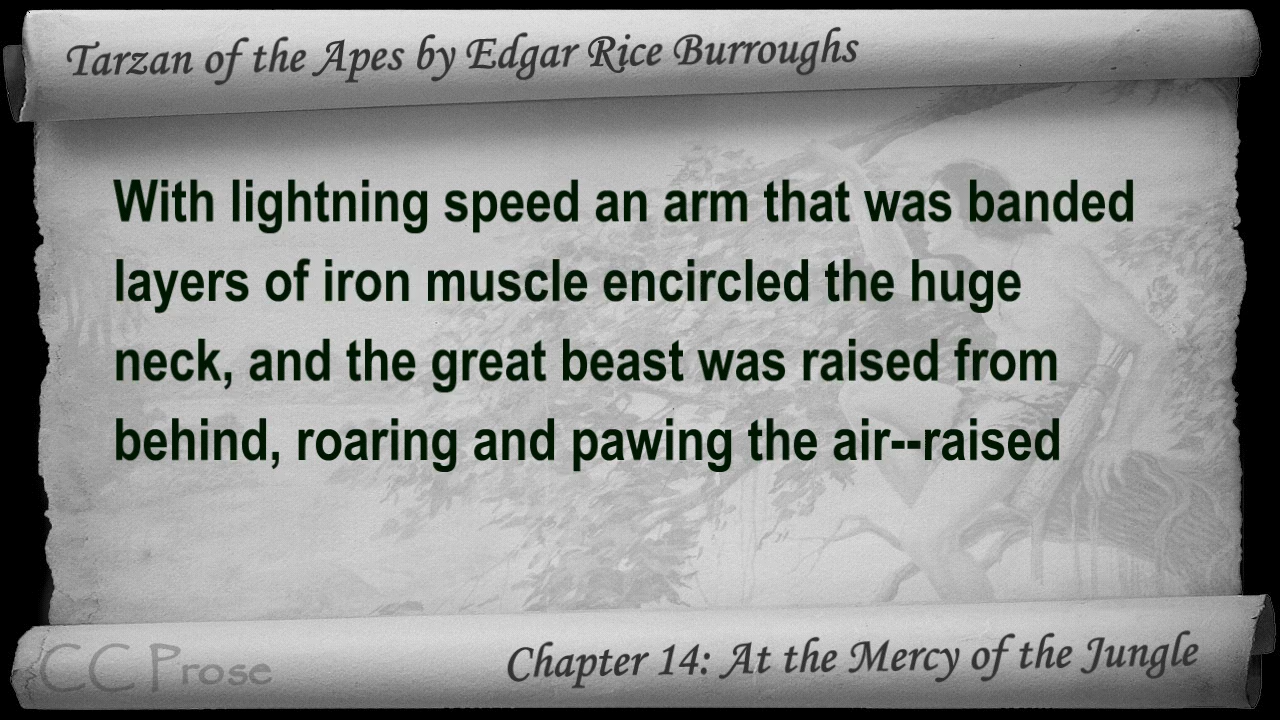 Tarzan of the Apes by Edgar Rice Burroughs
With lightning speed an arm that was banded
layers of iron muscle encircled the huge
neck, and the great beast was raised from
behind, roaring and pawing the air--raised
CC Prose
Chapter 14: At the Mercy of the Jungle